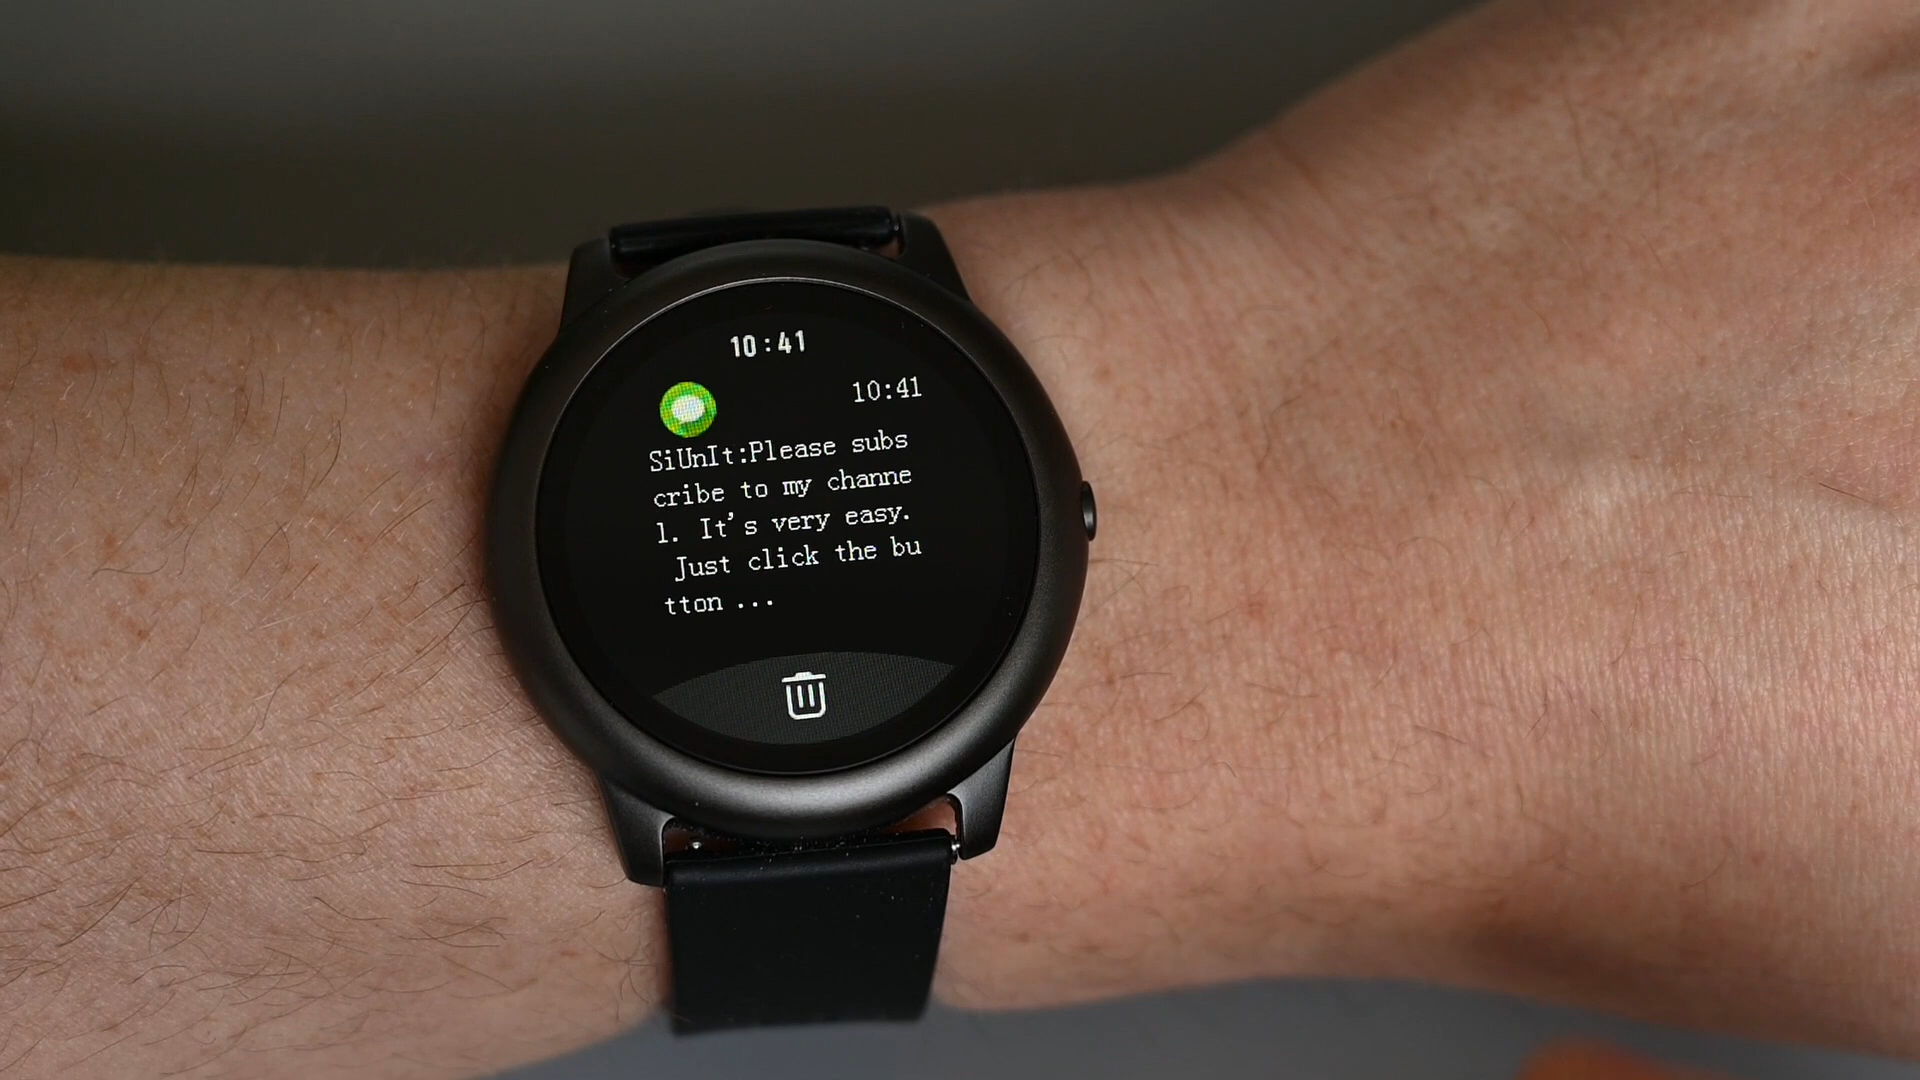 10:41
10:41
SiUnIt:Please subs
cribe to my channe
l. It's very easy.
Just click the bu
tton ...